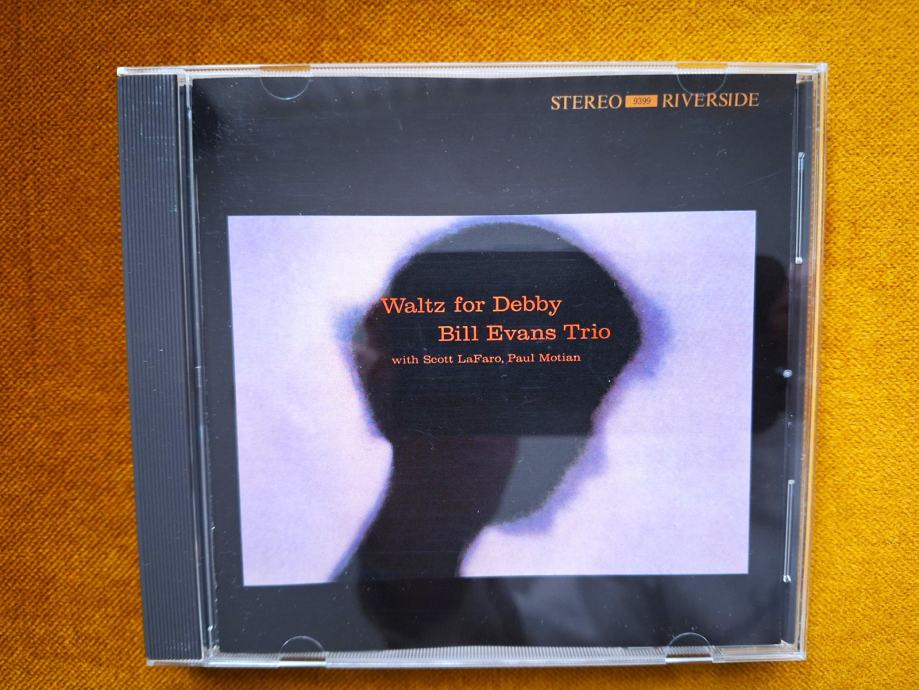 STEREO 9399 RIVERSIDE
Waltz for Debby
Bill Evans Trio
with Scott LaFaro, Paul Motian